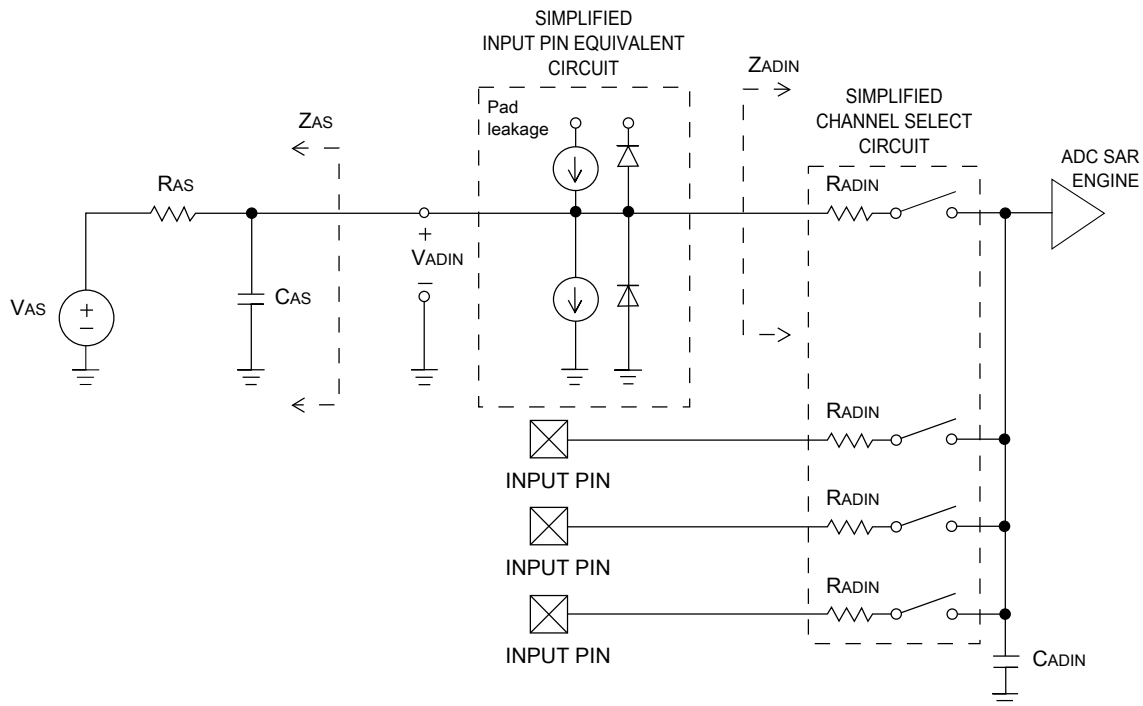 SIMPLIFIED
INPUT PIN EQUIVALENT
CIRCUIT
ZADIN
SIMPLIFIED
CHANNEL SELECT
CIRCUIT
Pad
leakage
ZAS
ADC SAR
ENGINE
RAS
RADIN
+
VADIN
–
VAS
+
–
CAS
RADIN
INPUT PIN
RADIN
INPUT PIN
RADIN
INPUT PIN
CADIN